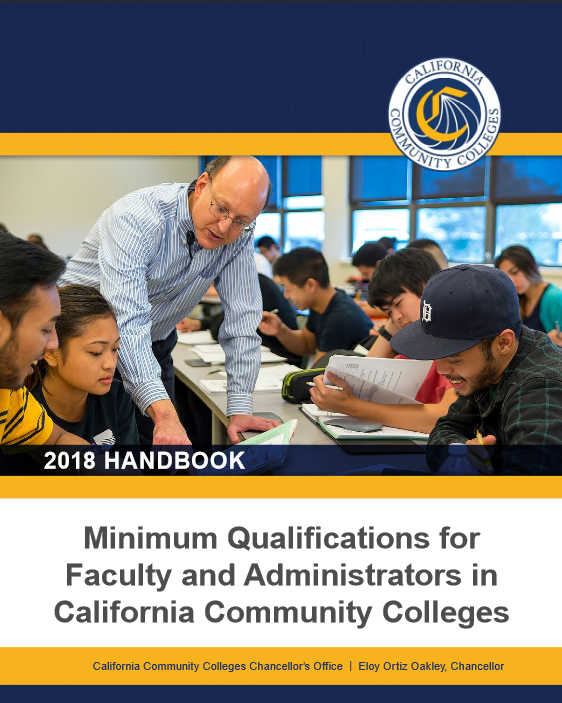 CALIFORNIA
COMMUNITY COLLEGES
2018 HANDBOOK
Minimum Qualifications for
Faculty and Administrators in
California Community Colleges
California Community Colleges Chancellor's Office | Eloy Ortiz Oakley, Chancellor